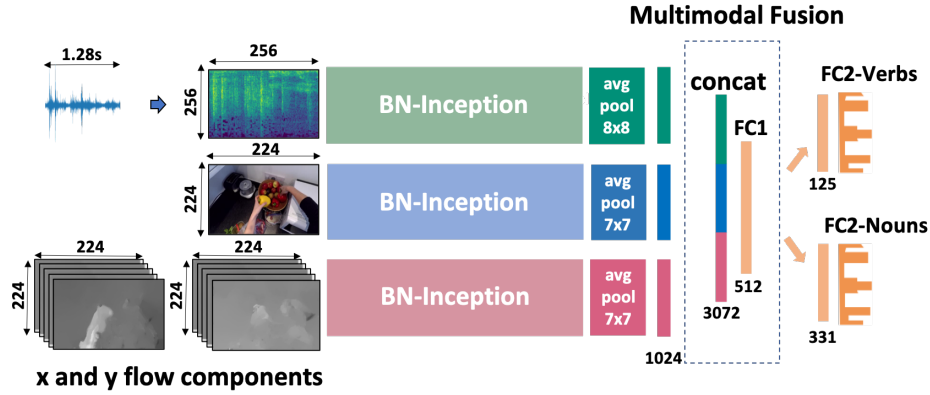 Multimodal Fusion
1.28s
256
256
BN-Inception
avg
pool
8x8
224
224
BN-Inception
avg
pool
7x7
224
224
224
224
BN-Inception
avg
pool
7x7
1024
concat
FC1
512
3072
FC2-Verbs
125
FC2-Nouns
331
x and y flow components